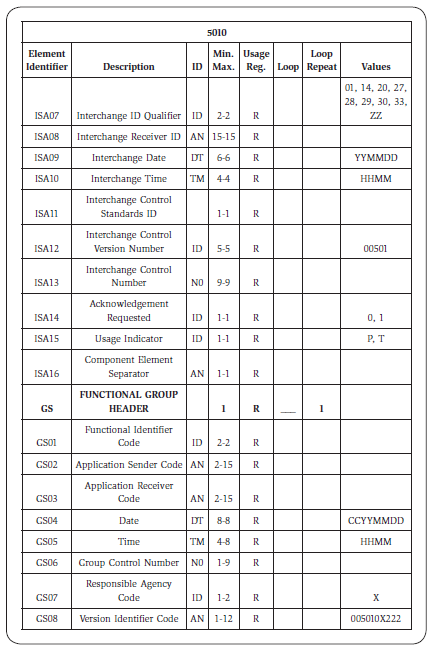 5010
Element Identifier | Description | ID | Min. Max. | Usage Reg. | Loop | Loop Repeat | Values
ISA07 | Interchange ID Qualifier | ID | 2-2 | R | | | 01, 14, 20, 27, 28, 29, 30, 33, ZZ
ISA08 | Interchange Receiver ID | AN | 15-15 | R
ISA09 | Interchange Date | DT | 6-6 | R | | | YYMMDD
ISA10 | Interchange Time | TM | 4-4 | R | | | HHMM
ISA11 | Interchange Control Standards ID | | 1-1 | R
ISA12 | Interchange Control Version Number | ID | 5-5 | R | | | 00501
ISA13 | Interchange Control Number | N0 | 9-9 | R
ISA14 | Acknowledgement Requested | ID | 1-1 | R | | | 0, 1
ISA15 | Usage Indicator | ID | 1-1 | R | | | P, T
ISA16 | Component Element Separator | AN | 1-1 | R
GS | FUNCTIONAL GROUP HEADER | | 1 | R | ___ | 1
GS01 | Functional Identifier Code | ID | 2-2 | R
GS02 | Application Sender Code | AN | 2-15 | R
GS03 | Application Receiver Code | AN | 2-15 | R
GS04 | Date | DT | 8-8 | R | | | CCYYMMDD
GS05 | Time | TM | 4-8 | R | | | HHMM
GS06 | Group Control Number | N0 | 1-9 | R
GS07 | Responsible Agency Code | ID | 1-2 | R | | | X
GS08 | Version Identifier Code | AN | 1-12 | R | | | 005010X222